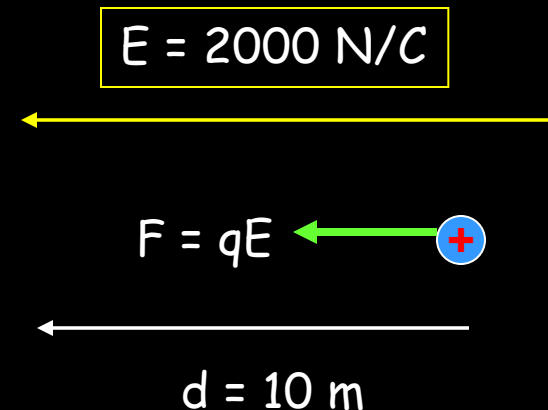 E = 2000 N/C
F = qE
+
d = 10 m